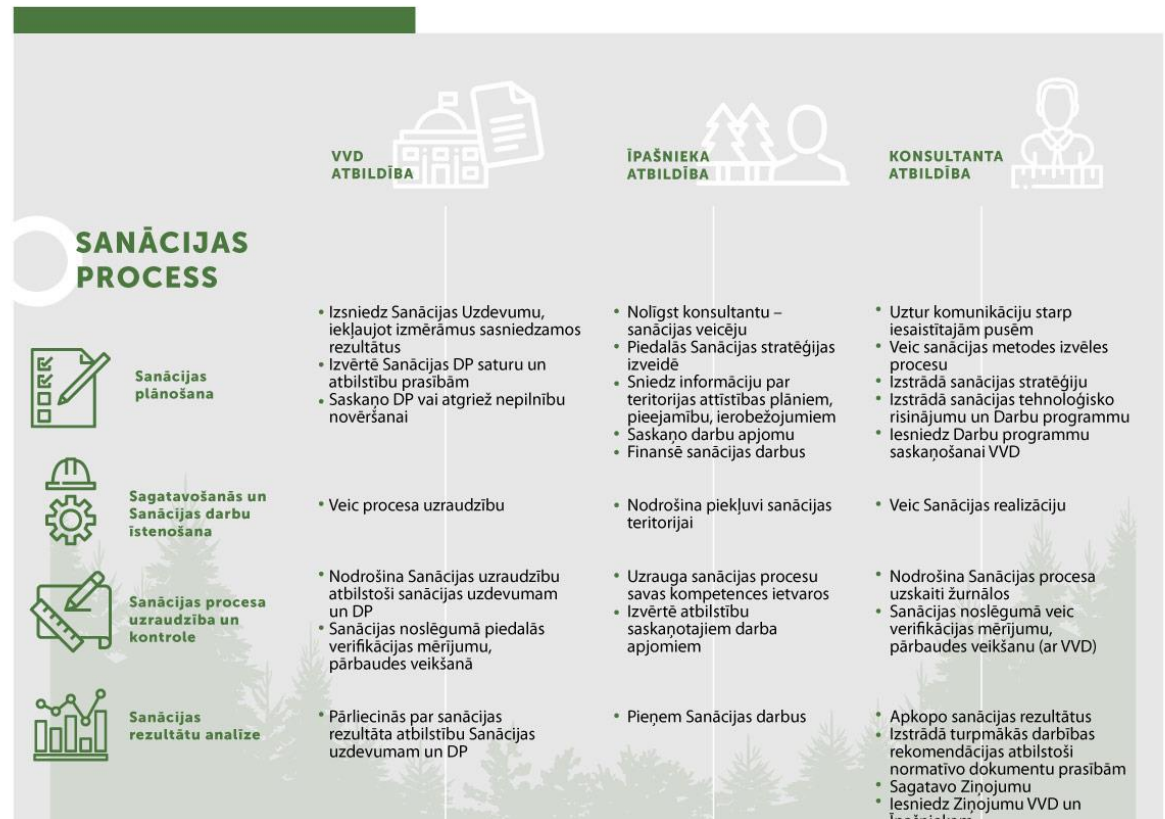 VVD
ATBILDĪBA
ĪPAŠNIEKA
ATBILDĪBA
KONSULTANTA
ATBILDĪBA
SANĀCIJAS
PROCESS
Sanācijas
plānošana
• Izsniedz Sanācijas Uzdevumu,
iekļaujot izmērāmus sasniedzamos
rezultātus
• Izvērtē Sanācijas DP saturu un
atbilstību prasībām
• Saskaņo DP vai atgriež nepilnību
novēršanai
• Nolīgst konsultantu –
sanācijas veicēju
• Piedalās Sanācijas stratēģijas
izveidē
• Sniedz informāciju par
teritorijas attīstības plāniem,
pieejamību, ierobežojumiem
• Saskaņo darbu apjomu
• Finansē sanācijas darbus
• Uztur komunikāciju starp
iesaistītajām pusēm
• Veic sanācijas metodes izvēles
procesu
• Izstrādā sanācijas stratēģiju
• Izstrādā sanācijas tehnoloģisko
risinājumu un Darbu programmu
• Iesniedz Darbu programmu
saskaņošanai VVD
Sagatavošanās un
Sanācijas darbu
īstenošana
• Veic procesa uzraudzību
• Nodrošina piekļuvi sanācijas
teritorijai
• Veic Sanācijas realizāciju
Sanācijas procesa
uzraudzība un
kontrole
• Nodrošina Sanācijas uzraudzību
atbilstoši sanācijas uzdevumam
un DP
• Sanācijas noslēgumā piedalās
verifikācijas mērījumu,
pārbaudes veikšanā
• Uzrauga sanācijas procesu
savas kompetences ietvaros
• Izvērtē atbilstību
saskaņotajiem darba
apjomiem
• Nodrošina Sanācijas procesa
uzskaiti žurnālos
• Sanācijas noslēgumā veic
verifikācijas mērījumu,
pārbaudes veikšanu (ar VVD)
Sanācijas
rezultātu analīze
• Pārliecinās par sanācijas
rezultāta atbilstību Sanācijas
uzdevumam un DP
• Pieņem Sanācijas darbus
• Apkopo sanācijas rezultātus
• Izstrādā turpmākās darbības
rekomendācijas atbilstoši
normatīvo dokumentu prasībām
• Sagatavo Ziņojumu
• Iesniedz Ziņojumu VVD un